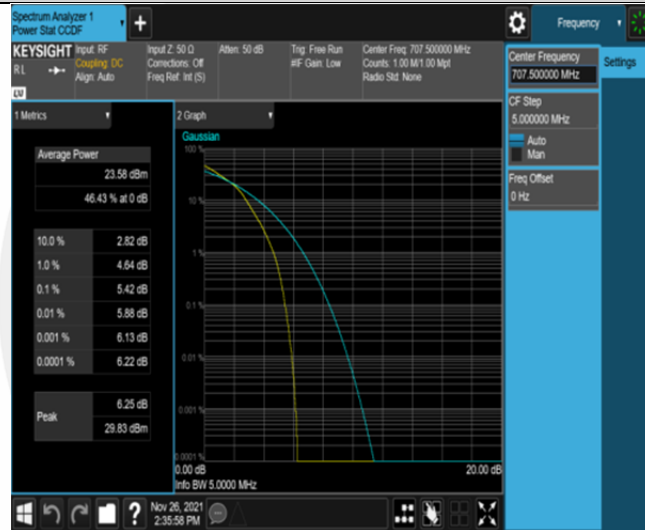 Spectrum Analyzer 1
Power Stat CCDF
+
Frequency
KEYSIGHT
RL
LXI
Input: RF
Coupling: DC
Align: Auto
Input Z: 50 Ω
Corrections: Off
Freq Ref: Int (S)
Atten: 50 dB
Trig: Free Run
#IF Gain: Low
Center Freq: 707.500000 MHz
Counts: 1.00 M/1.00 Mpt
Radio Std: None
Center Frequency
707.500000 MHz
Settings
CF Step
5.000000 MHz
Auto
Man
Freq Offset
0 Hz
1 Metrics
Average Power
23.58 dBm
46.43 % at 0 dB
10.0 % 2.82 dB
1.0 % 4.64 dB
0.1 % 5.42 dB
0.01 % 5.88 dB
0.001 % 6.13 dB
0.0001 % 6.22 dB
Peak
6.25 dB
29.83 dBm
2 Graph
Gaussian
100 %
10 %
1 %
0.1 %
0.01 %
0.001 %
0.0001 %
0.00 dB
20.00 dB
Info BW 5.0000 MHz
?
Nov 26, 2021
2:35:58 PM